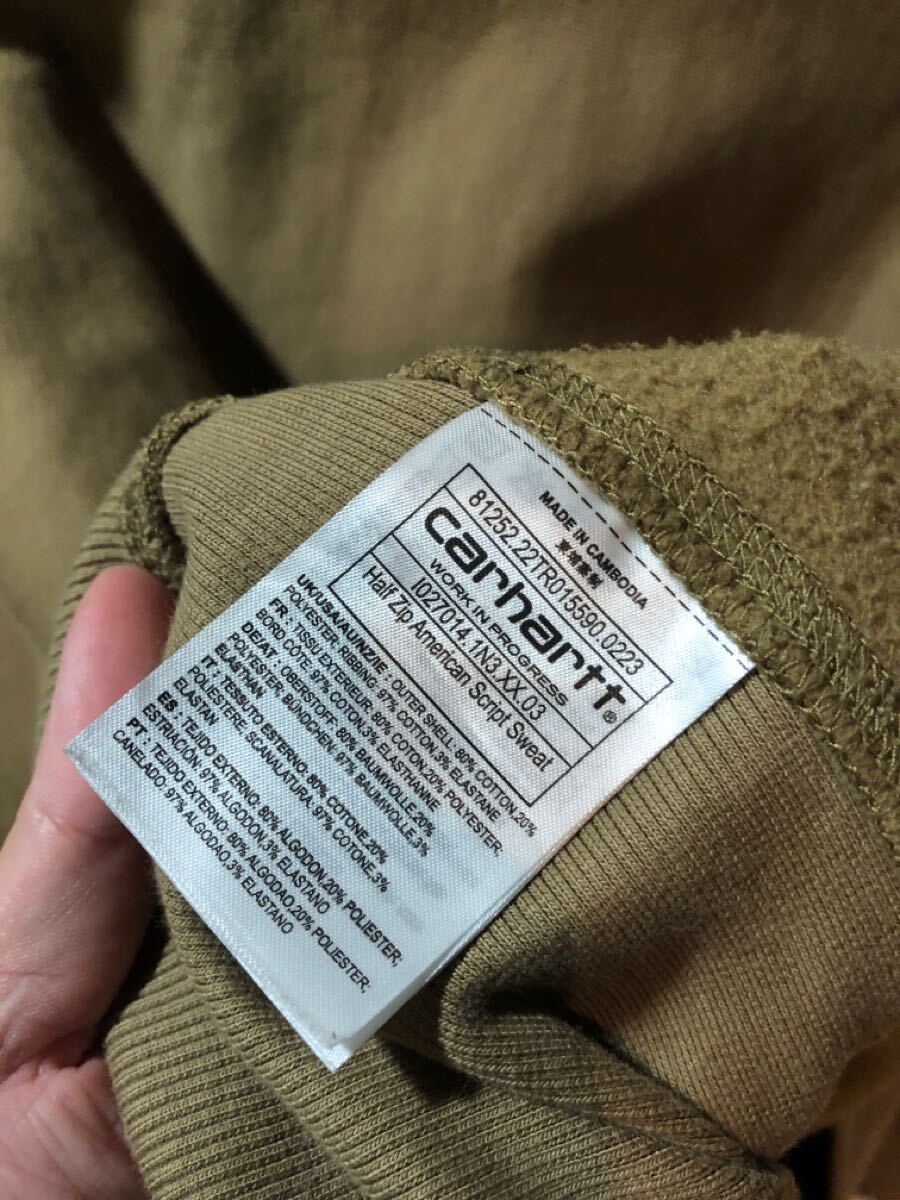 MADE IN CAMBODIA
柬埔寨製
81252.22TR015590.0223
carhartt®
WORK IN PROGRESS
I027014.1N3.XX.03
Half Zip American Script Sweat
UK/USA/AU/NZ/IE : OUTER SHELL: 80% COTTON,20%
POLYESTER; RIBBING: 97% COTTON,3% ELASTANE
FR : TISSU EXTERIEUR: 80% COTON,20% POLYESTER;
BORD CÔTE: 97% COTON,3% ELASTHANNE
DE/AT : OBERSTOFF: 80% BAUMWOLLE,20%
POLYESTER; BÜNDCHEN: 97% BAUMWOLLE,3%
ELASTHAN
IT : TESSUTO ESTERNO: 80% COTONE,20%
POLIESTERE; SCANALATURA: 97% COTONE,3%
ELASTAN
ES : TEJIDO EXTERNO: 80% ALGODON,20% POLIESTER;
ESTRIACIÓN: 97% ALGODON,3% ELASTANO
PT : TEJIDO EXTERNO: 80% ALGODAO,20% POLIESTER;
CANELADO: 97% ALGODAO,3% ELASTANO